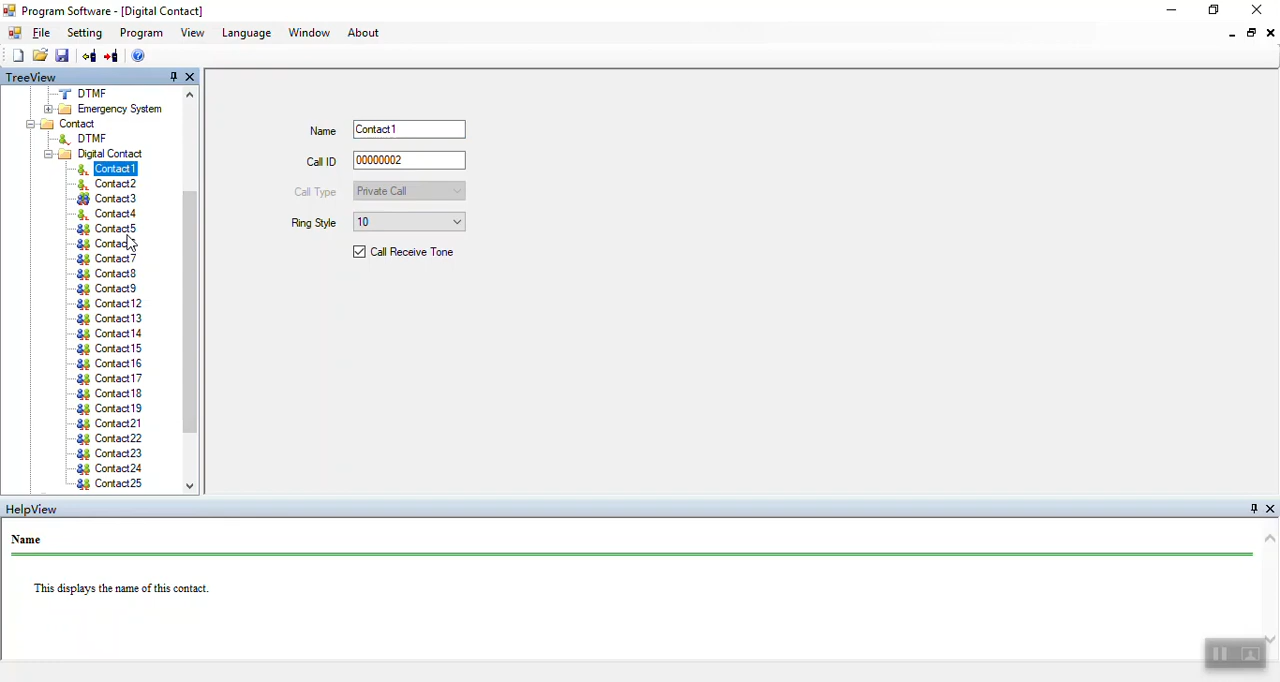 Program Software - [Digital Contact]
File Setting Program View Language Window About
TreeView
DTMF
Emergency System
Contact
DTMF
Digital Contact
Contact1
Contact2
Contact3
Contact4
Contact5
Contac
Contact7
Contact8
Contact9
Contact12
Contact13
Contact14
Contact15
Contact16
Contact17
Contact18
Contact19
Contact21
Contact22
Contact23
Contact24
Contact25
Name Contact1
Call ID 00000002
Call Type Private Call
Ring Style 10
Call Receive Tone
HelpView
Name
This displays the name of this contact.